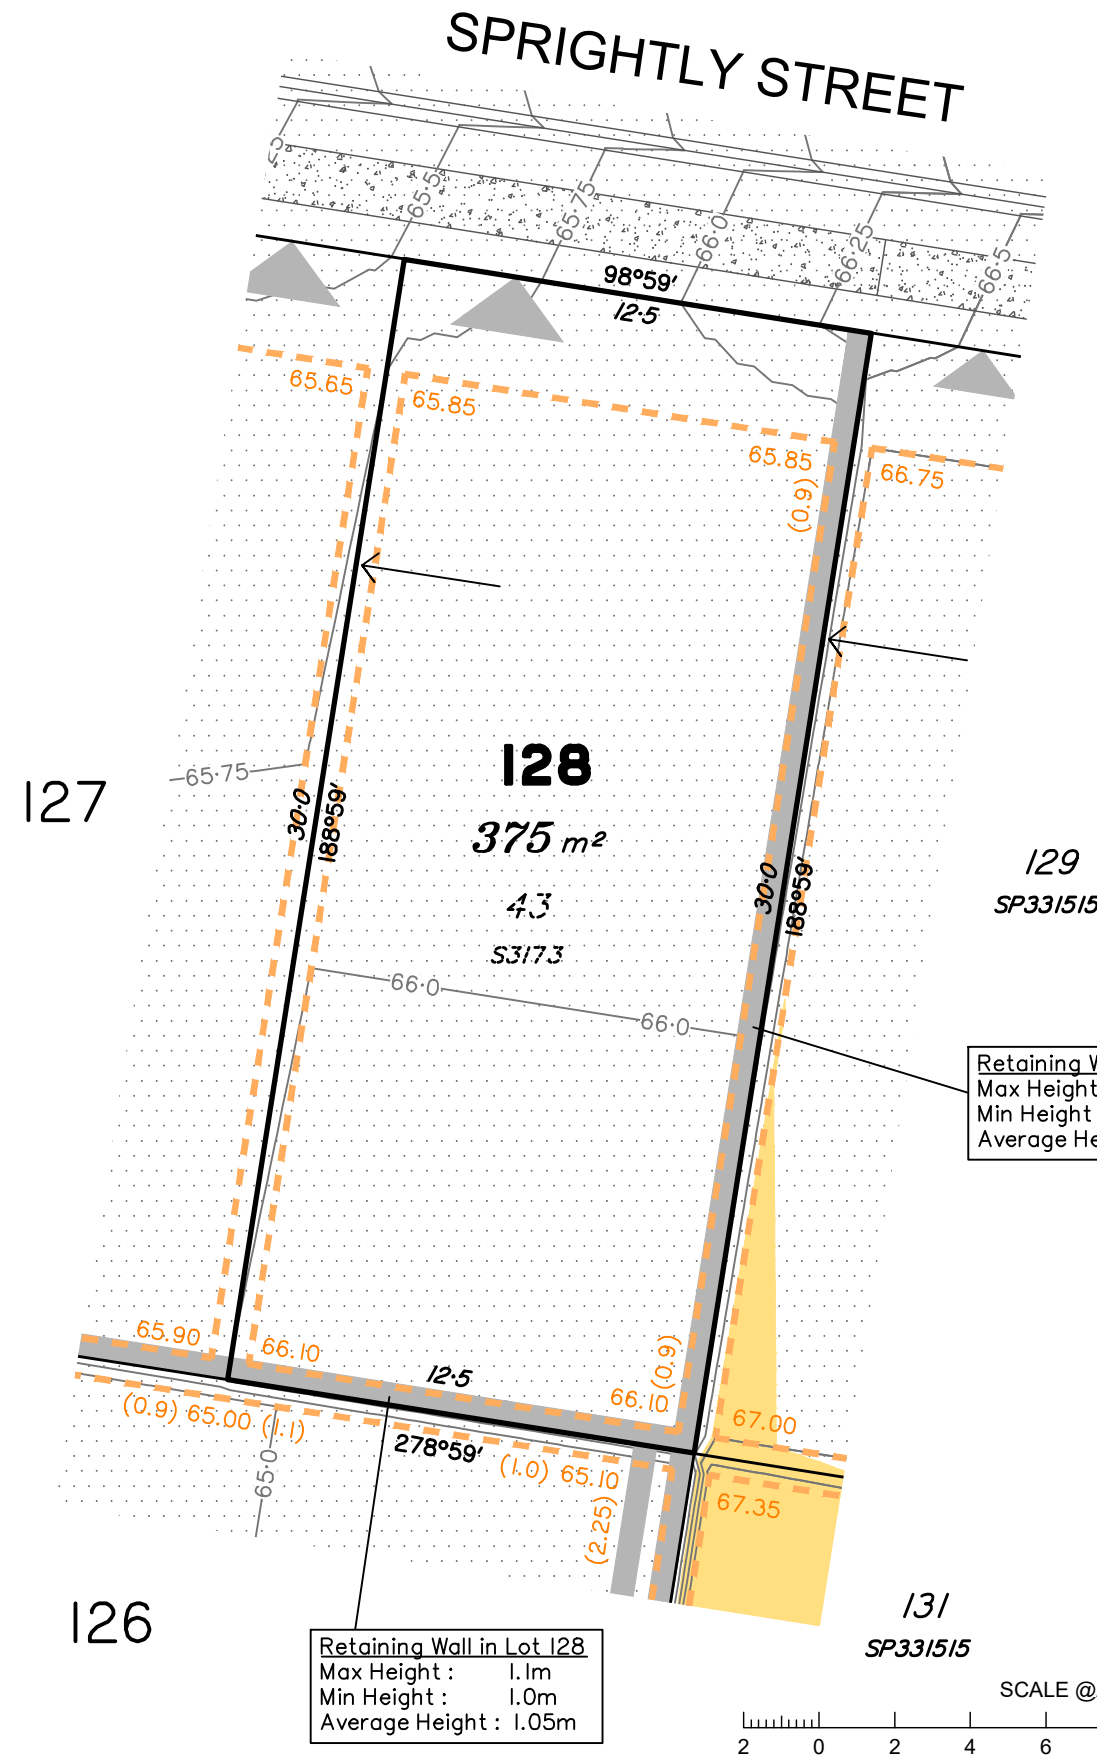 SPRIGHTLY STREET
65·5
65·75
66·0
66·25
66·5
98°59'
12·5
65.65
65.85
65.85
(0.9)
66.75
65·75
127
30·0
188°59'
128
375 m²
43
S3173
30·0
188°59'
129
SP331515
66·0
66·0
Retaining
Max Height
Min Height
Average
65.90
66.10
12·5
66.10
(0.9)
67.00
(0.9) 65.00 (1.1)
278°59'
(1.0) 65.10
65·0
(2.25)
67.35
126
131
SP331515
Retaining Wall in Lot 128
Max Height : 1.1m
Min Height : 1.0m
Average Height : 1.05m
SCALE @
2 0 2 4 6